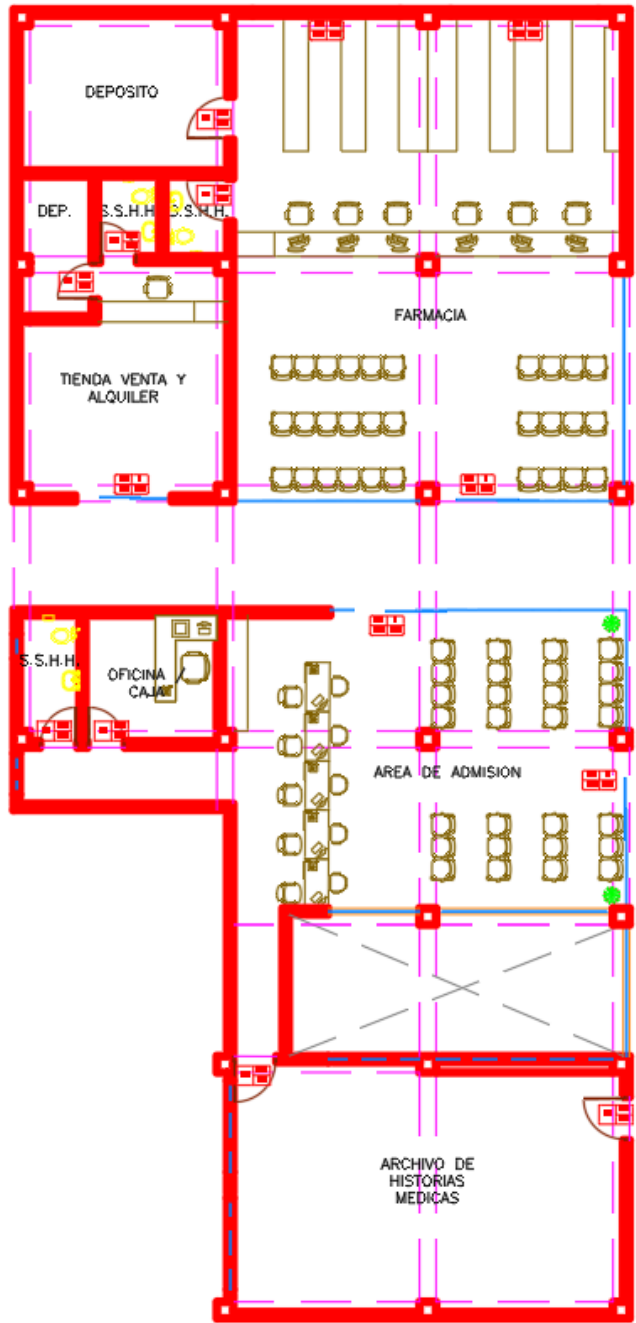 DEPOSITO
DEP.
S.S.H.H.
S.S.H.H.
FARMACIA
TIENDA VENTA Y
ALQUILER
S.S.H.H.
OFICINA
CAJA
AREA DE ADMISION
ARCHIVO DE
HISTORIAS
MEDICAS